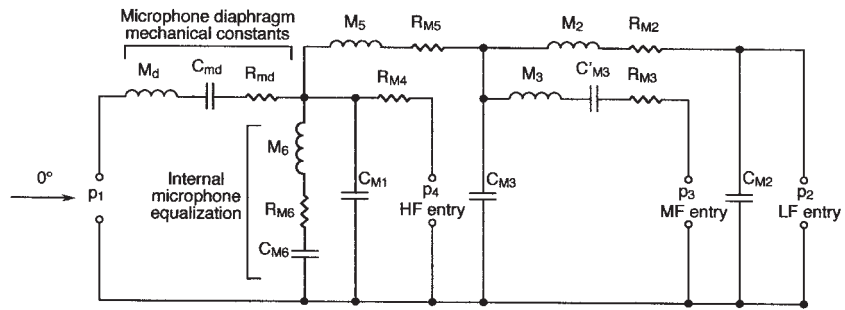 Microphone diaphragm
mechanical constants
M5
RM5
M2
RM2
Md
Cmd
Rmd
RM4
M3
C'M3
RM3
0°
p1
Internal
microphone
equalization
M6
RM6
CM6
CM1
p4
HF entry
CM3
p3
MF entry
CM2
p2
LF entry